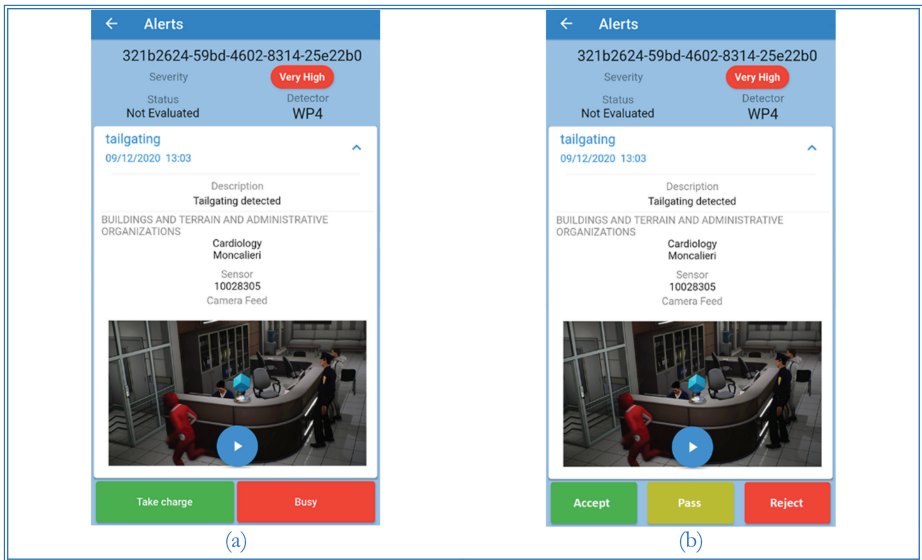 ← Alerts
321b2624-59bd-4602-8314-25e22b0
Severity Very High
Status Detector
Not Evaluated WP4
tailgating
09/12/2020 13:03
Description
Tailgating detected
BUILDINGS AND TERRAIN AND ADMINISTRATIVE
ORGANIZATIONS
Cardiology
Moncalieri
Sensor
10028305
Camera Feed
Take charge Busy
(a)
← Alerts
321b2624-59bd-4602-8314-25e22b0
Severity Very High
Status Detector
Not Evaluated WP4
tailgating
09/12/2020 13:03
Description
Tailgating detected
BUILDINGS AND TERRAIN AND ADMINISTRATIVE
ORGANIZATIONS
Cardiology
Moncalieri
Sensor
10028305
Camera Feed
Accept Pass Reject
(b)